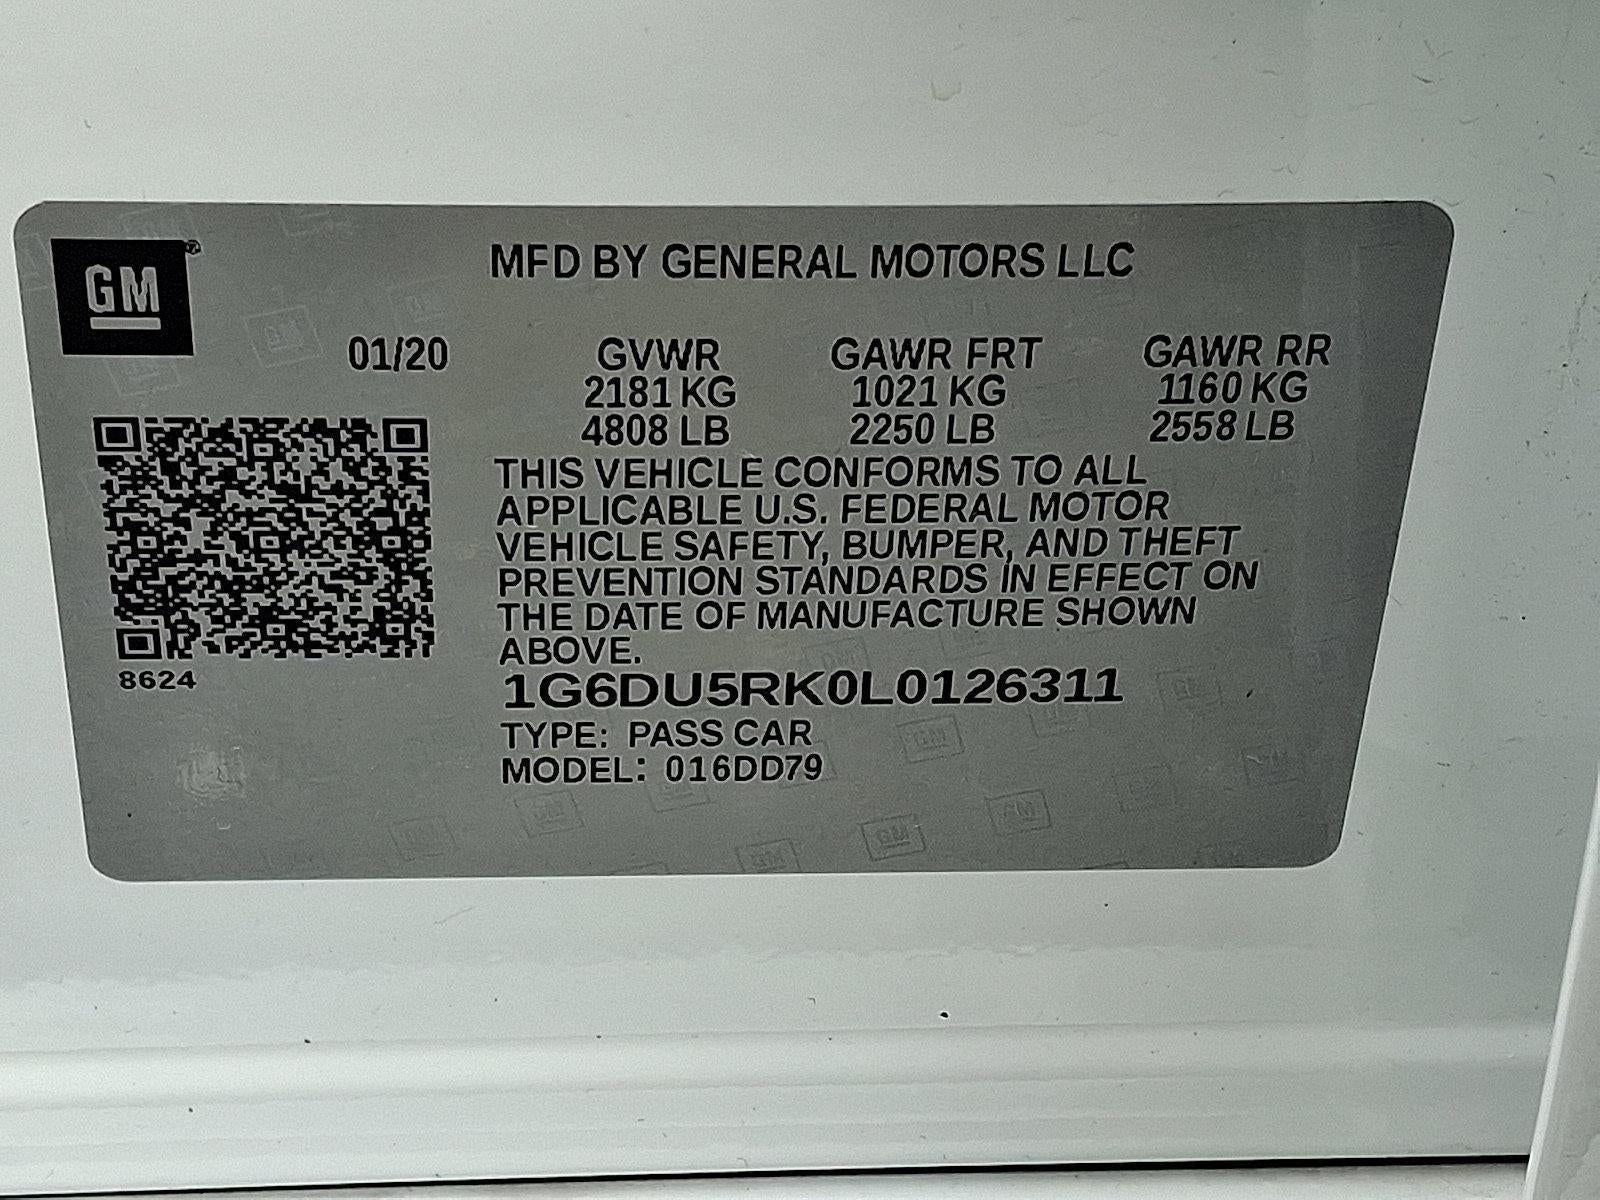 GM
MFD BY GENERAL MOTORS LLC
01/20 GVWR GAWR FRT GAWR RR
2181 KG 1021 KG 1160 KG
4808 LB 2250 LB 2558 LB
THIS VEHICLE CONFORMS TO ALL
APPLICABLE U.S. FEDERAL MOTOR
VEHICLE SAFETY, BUMPER, AND THEFT
PREVENTION STANDARDS IN EFFECT ON
THE DATE OF MANUFACTURE SHOWN
ABOVE.
8624
1G6DU5RK0L0126311
TYPE: PASS CAR
MODEL: 016DD79